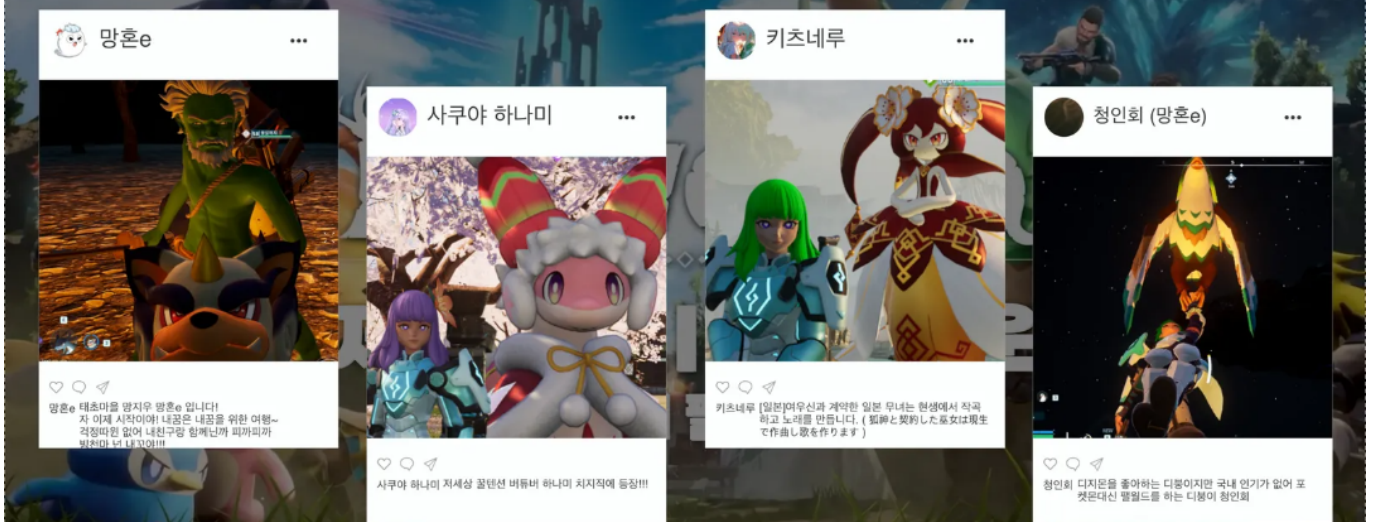 망혼e
태초마을 망지우 망혼e 입니다!
자 이제 시작이야! 내꿈은 내꿈을 위한 여행~
걱정따윈 없어 내친구랑 함께닌까 피까피까
사쿠야 하나미
사쿠야 하나미 저세상 꿀텐션 버튜버 하나미 치지직에 등장!!!
키츠네루
키츠네루 [일본]여우신과 계약한 일본 무녀는 현생에서 작곡
하고 노래를 만듭니다. ( 狐神と契約した巫女は現生
で作曲し歌を作ります )
청인회 (망혼e)
청인회 디지몬을 좋아하는 디붕이지만 국내 인기가 없어 포
켓몬대신 팰월드를 하는 디붕이 청인회